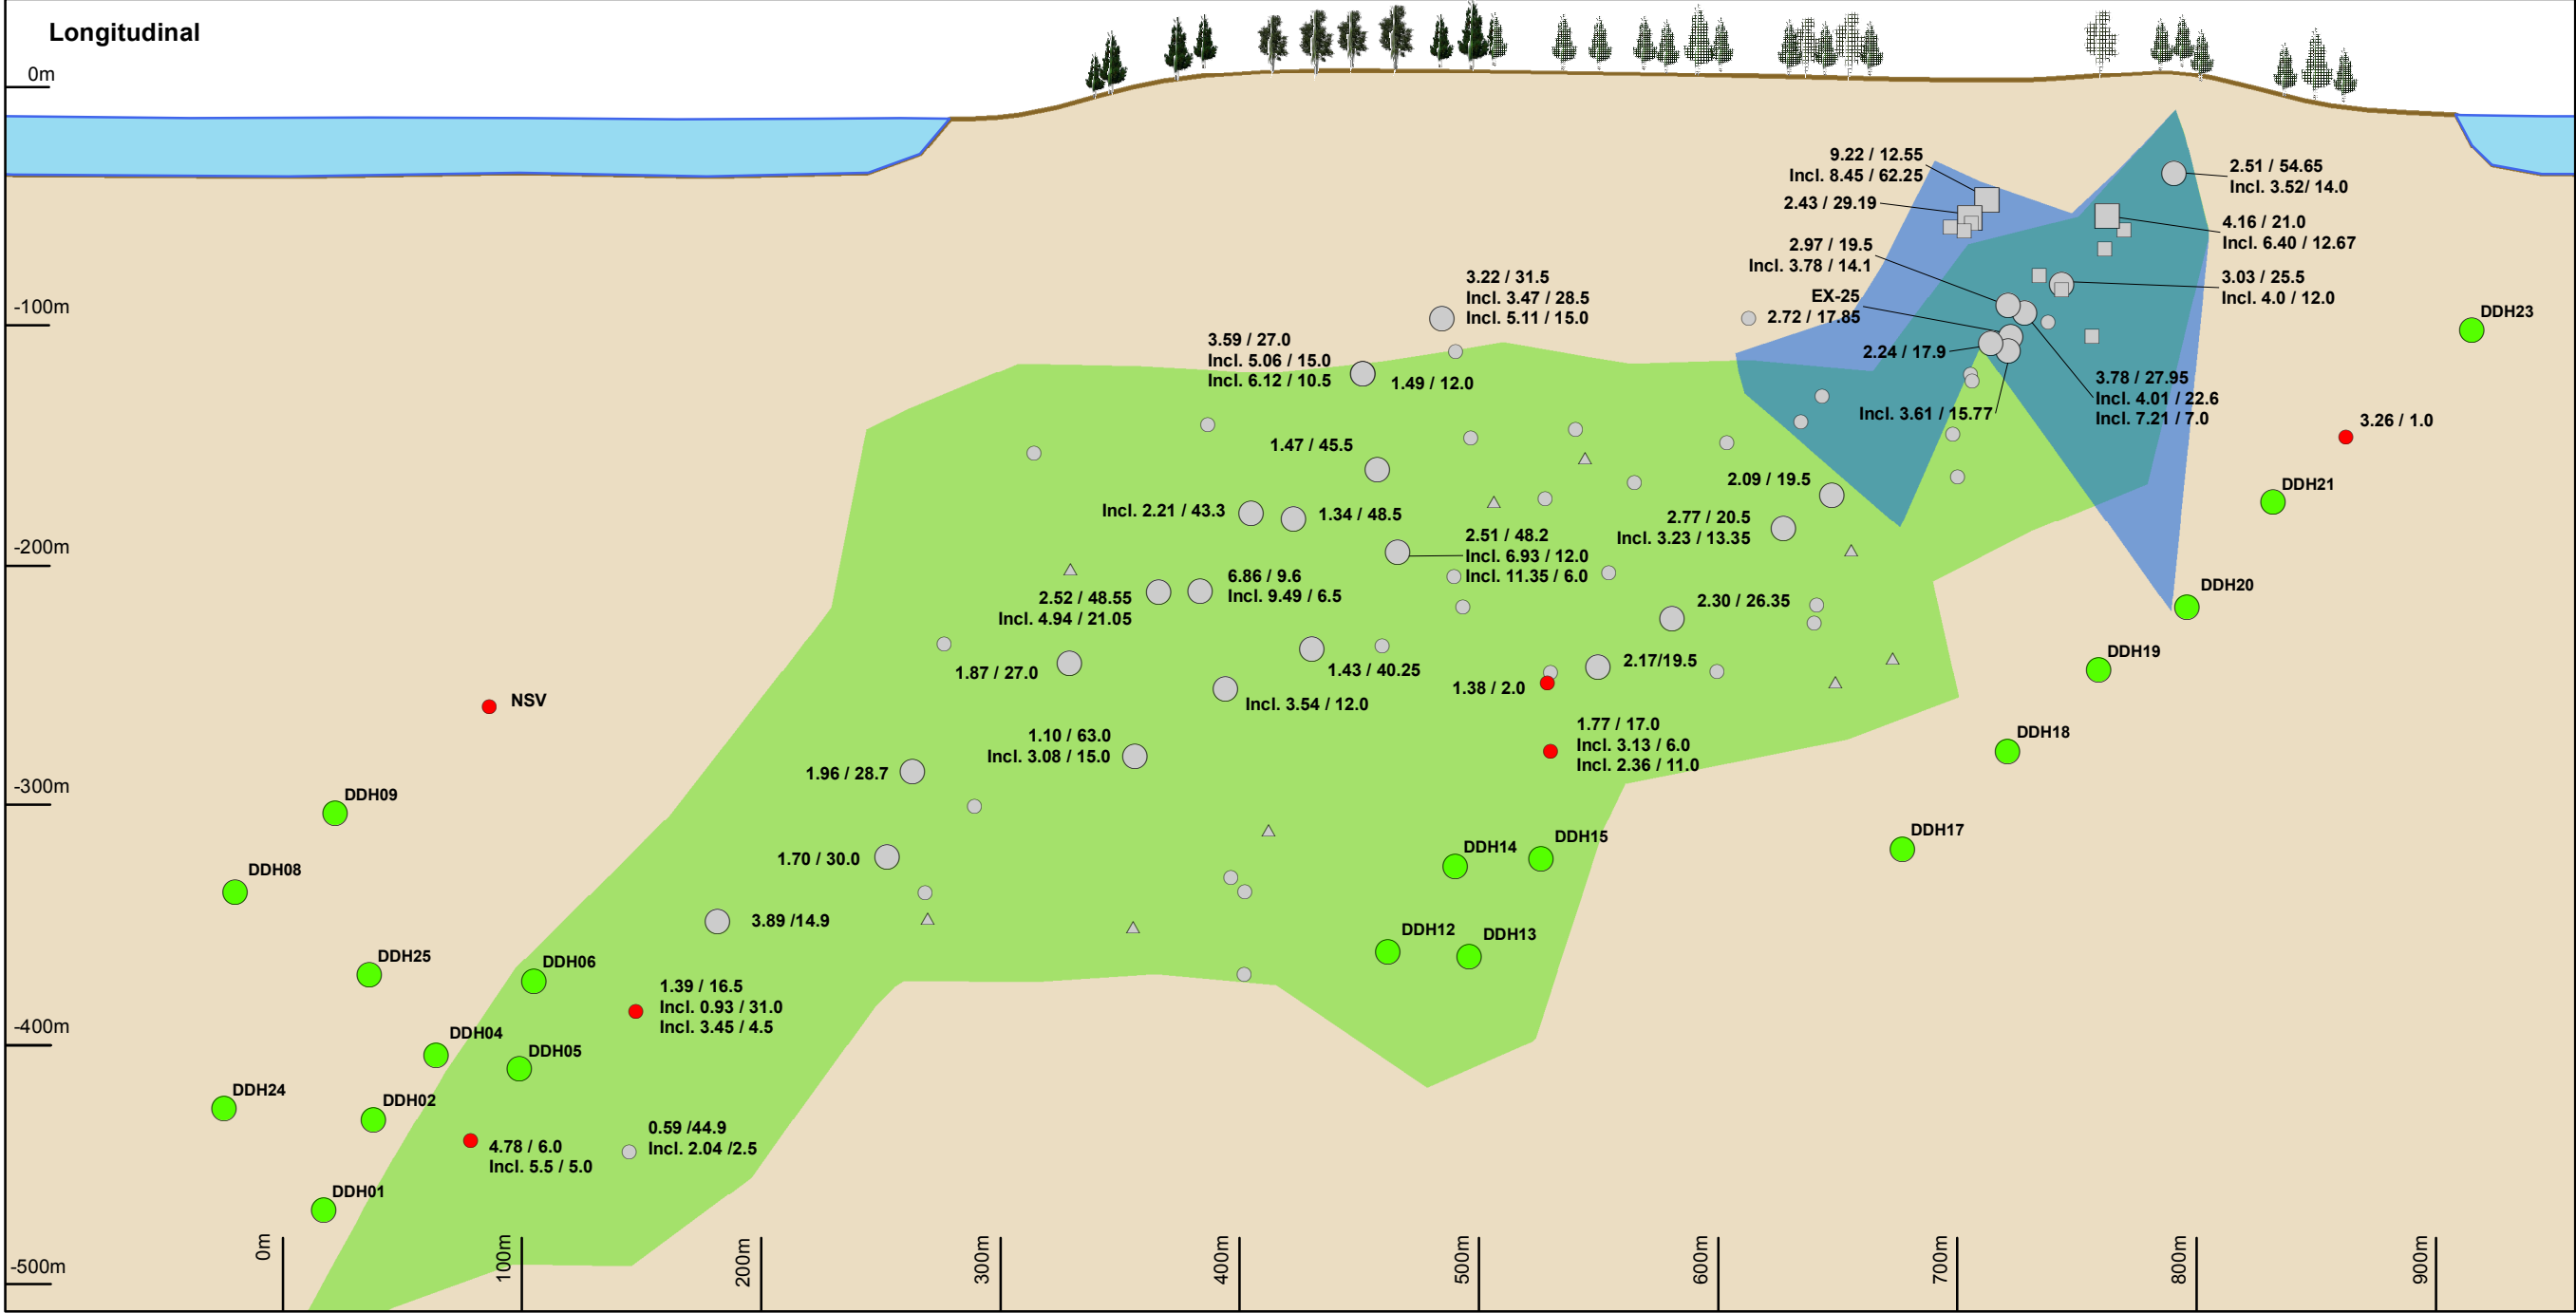 Longitudinal
0m
-100m
-200m
-300m
-400m
-500m
9.22 / 12.55
Incl. 8.45 / 62.25
2.43 / 29.19
2.97 / 19.5
Incl. 3.78 / 14.1
EX-25
2.72 / 17.85
2.24 / 17.9
Incl. 3.61 / 15.77
2.51 / 54.65
Incl. 3.52/ 14.0
4.16 / 21.0
Incl. 6.40 / 12.67
3.03 / 25.5
Incl. 4.0 / 12.0
3.78 / 27.95
Incl. 4.01 / 22.6
Incl. 7.21 / 7.0
DDH23
3.26 / 1.0
DDH21
DDH20
DDH19
DDH18
DDH17
3.22 / 31.5
Incl. 3.47 / 28.5
Incl. 5.11 / 15.0
3.59 / 27.0
Incl. 5.06 / 15.0
Incl. 6.12 / 10.5
1.49 / 12.0
1.47 / 45.5
Incl. 2.21 / 43.3
1.34 / 48.5
2.09 / 19.5
2.77 / 20.5
Incl. 3.23 / 13.35
2.51 / 48.2
Incl. 6.93 / 12.0
Incl. 11.35 / 6.0
6.86 / 9.6
Incl. 9.49 / 6.5
2.52 / 48.55
Incl. 4.94 / 21.05
2.30 / 26.35
1.87 / 27.0
1.43 / 40.25
2.17/19.5
1.38 / 2.0
Incl. 3.54 / 12.0
NSV
1.77 / 17.0
Incl. 3.13 / 6.0
Incl. 2.36 / 11.0
1.10 / 63.0
Incl. 3.08 / 15.0
1.96 / 28.7
DDH09
DDH08
1.70 / 30.0
DDH14
DDH15
3.89 /14.9
DDH12
DDH13
DDH25
DDH06
1.39 / 16.5
Incl. 0.93 / 31.0
Incl. 3.45 / 4.5
DDH04
DDH05
DDH24
DDH02
4.78 / 6.0
Incl. 5.5 / 5.0
0.59 /44.9
Incl. 2.04 /2.5
DDH01
0m
100m
200m
300m
400m
500m
600m
700m
800m
900m